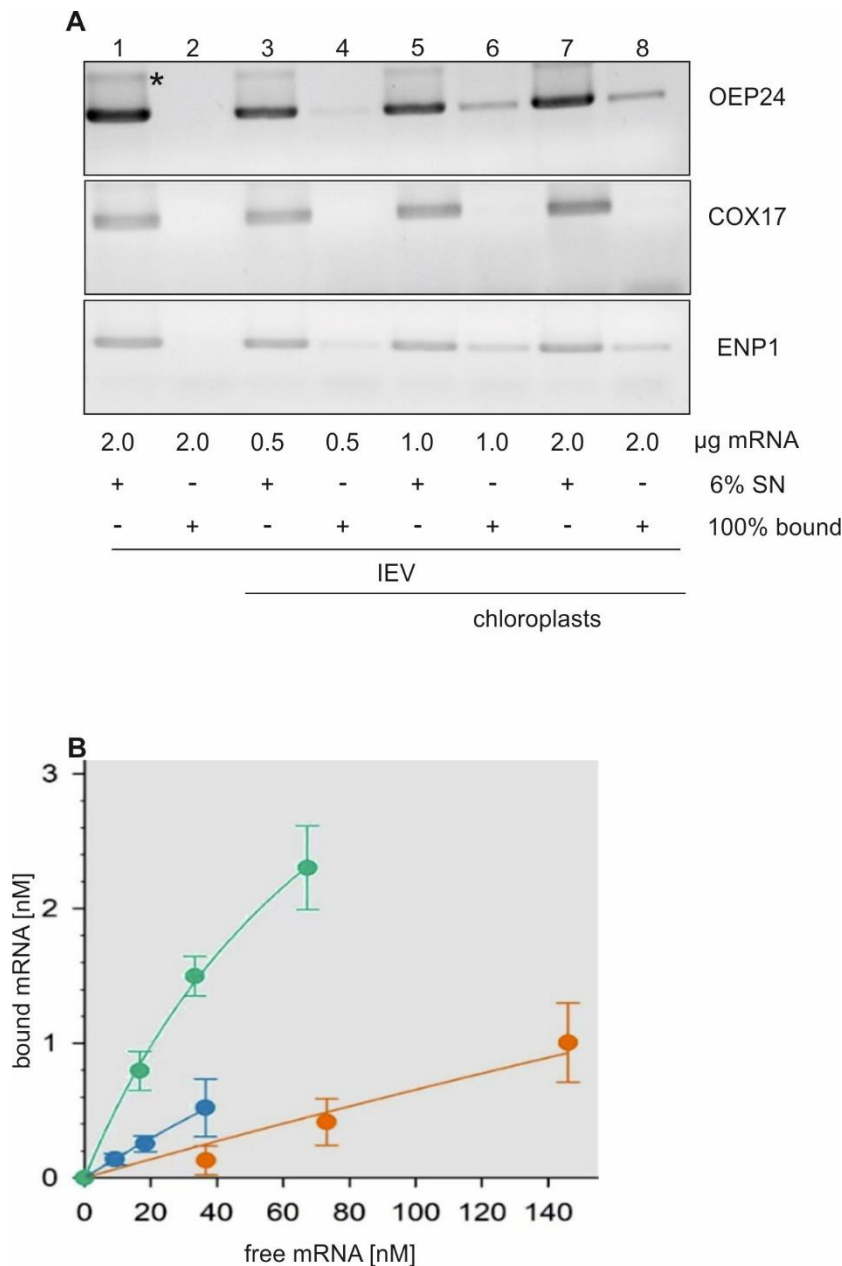 A
1 2 3 4 5 6 7 8
*
OEP24
COX17
ENP1
2.0 2.0 0.5 0.5 1.0 1.0 2.0 2.0 µg mRNA
+ - + - + - + - 6% SN
- + - + - + - + 100% bound
IEV
chloroplasts
B
3
2
1
0
0 20 40 60 80 100 120 140
bound mRNA [nM]
free mRNA [nM]